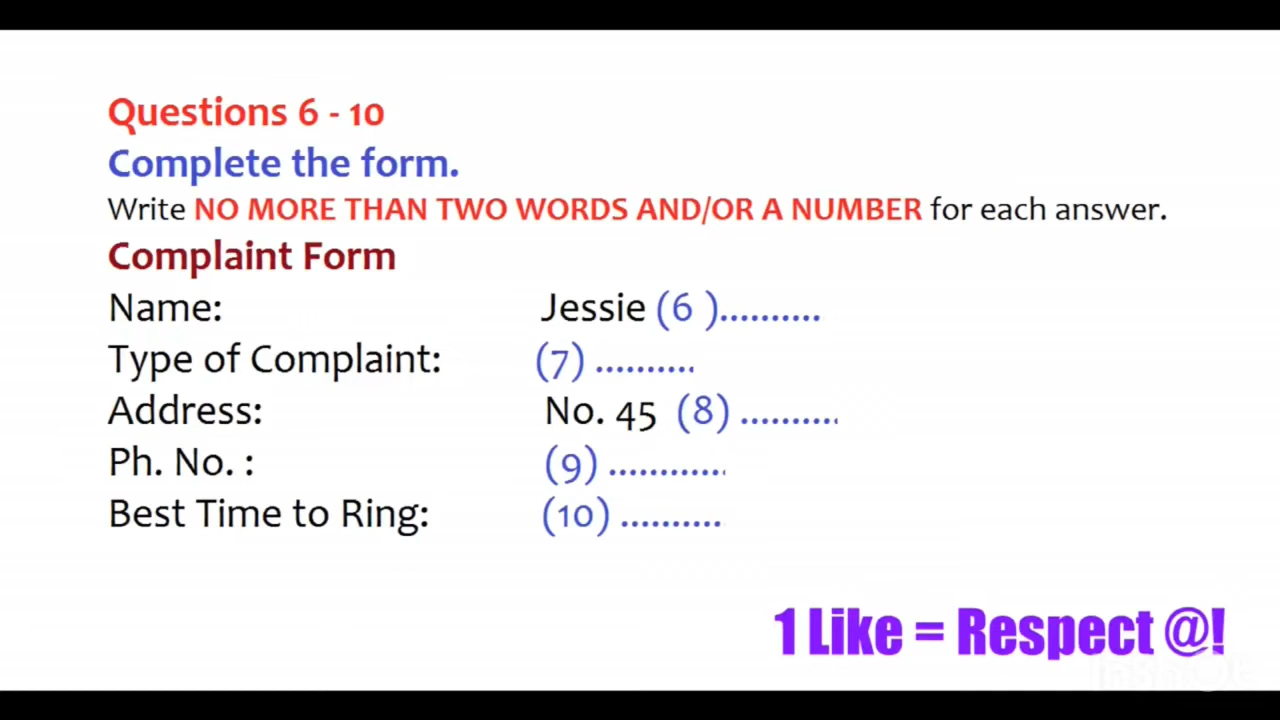 Questions 6 - 10
Complete the form.
Write NO MORE THAN TWO WORDS AND/OR A NUMBER for each answer.
Complaint Form
Name: Jessie (6 )..........
Type of Complaint: (7) ..........
Address: No. 45 (8) ..........
Ph. No. : (9) ............
Best Time to Ring: (10) ..........
1 Like = Respect @!